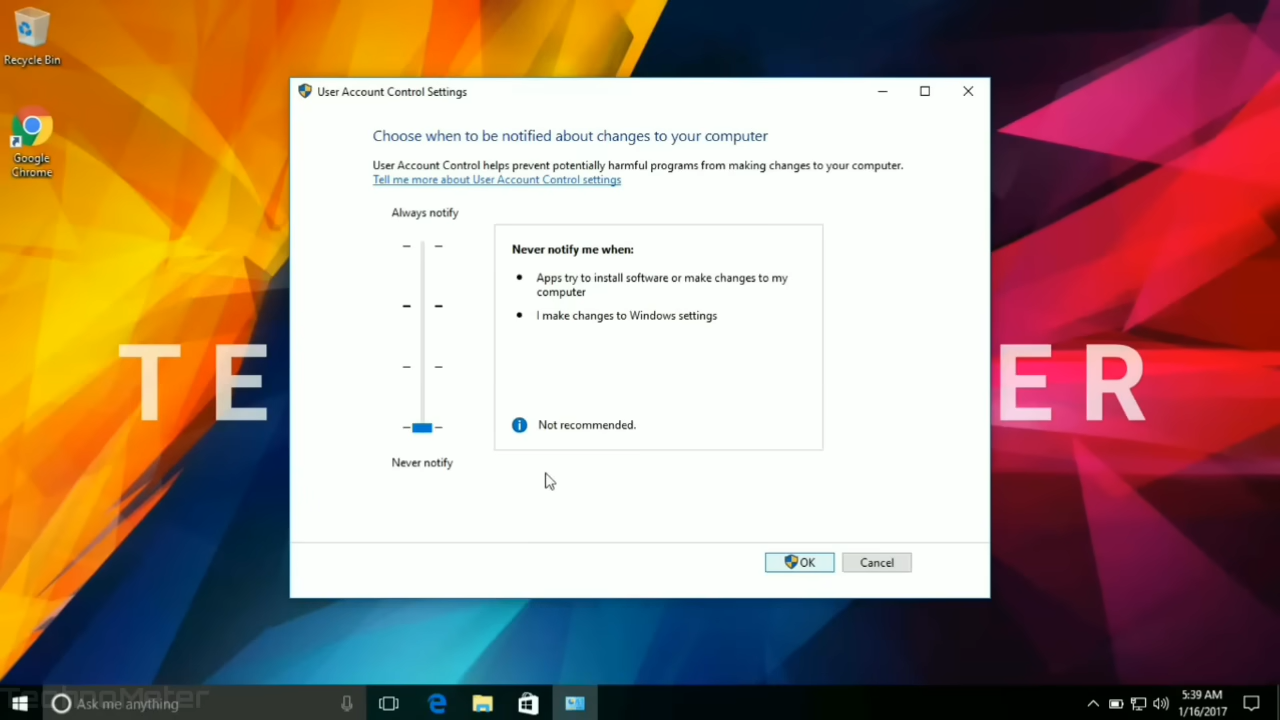 Recycle Bin
Google
Chrome
User Account Control Settings
Choose when to be notified about changes to your computer
User Account Control helps prevent potentially harmful programs from making changes to your computer.
Tell me more about User Account Control settings
Always notify
Never notify me when:
Apps try to install software or make changes to my
computer
I make changes to Windows settings
TE
ER
Not recommended.
Never notify
OK
Cancel
TechnoMeter
Ask me anything
5:39 AM
1/16/2017